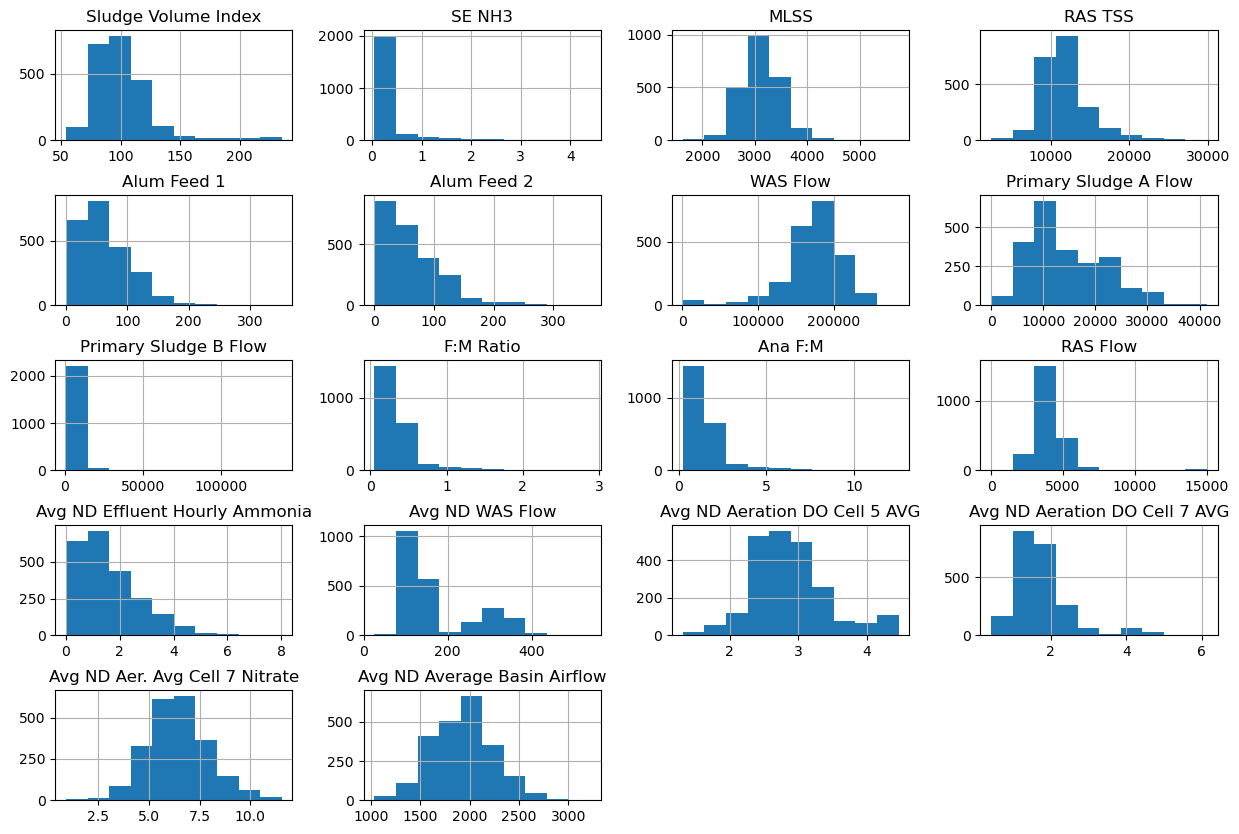 Sludge Volume Index
SE NH3
MLSS
RAS TSS
500
0
50 100 150 200
2000
1000
0
0 1 2 3 4
1000
500
0
2000 3000 4000 5000
500
0
10000 20000 30000
Alum Feed 1
Alum Feed 2
WAS Flow
Primary Sludge A Flow
500
0
0 100 200 300
500
0
0 100 200 300
500
0
0 100000 200000
500
250
0
0 10000 20000 30000 40000
Primary Sludge B Flow
F:M Ratio
Ana F:M
RAS Flow
2000
1000
0
0 50000 100000
1000
0
0 1 2 3
1000
0
0 5 10
1000
0
0 5000 10000 15000
Avg ND Effluent Hourly Ammonia
Avg ND WAS Flow
Avg ND Aeration DO Cell 5 AVG
Avg ND Aeration DO Cell 7 AVG
500
250
0
0 2 4 6 8
1000
500
0
0 200 400
400
200
0
2 3 4
500
0
2 4 6
Avg ND Aer. Avg Cell 7 Nitrate
Avg ND Average Basin Airflow
500
250
0
2.5 5.0 7.5 10.0
500
250
0
1000 1500 2000 2500 3000